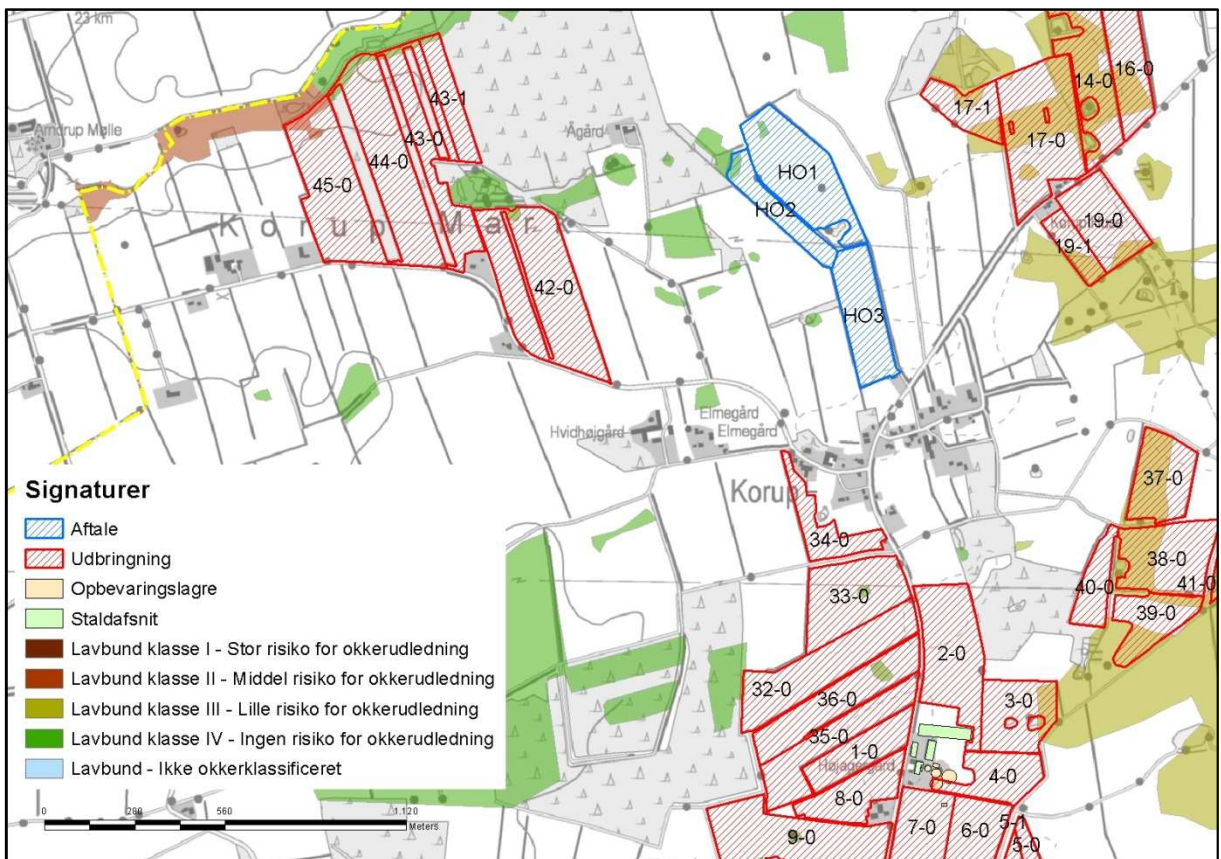 23 km
43-1
14-0
16-0
17-1
Arndrup Mølle
Ågård
43-0
HO1
17-0
44-0
45-0
HO2
19-0
Korup Mark
19-1
42-0
HO3
Elmegård
Hvidhøjgård
Elmegård
37-0
Signaturer
Korup
Aftale
Udbringning
34-0
38-0
Opbevaringslagre
40-0
41-0
Staldafsnit
33-0
39-0
Lavbund klasse I - Stor risiko for okkerudledning
2-0
Lavbund klasse II - Middel risiko for okkerudledning
32-0
3-0
36-0
Lavbund klasse III - Lille risiko for okkerudledning
35-0
Lavbund klasse IV - Ingen risiko for okkerudledning
1-0
Højagergård
4-0
Lavbund - Ikke okkerklassificeret
8-0
0 280 560 1.120
Meters
5-1
9-0
7-0
6-0
5-0